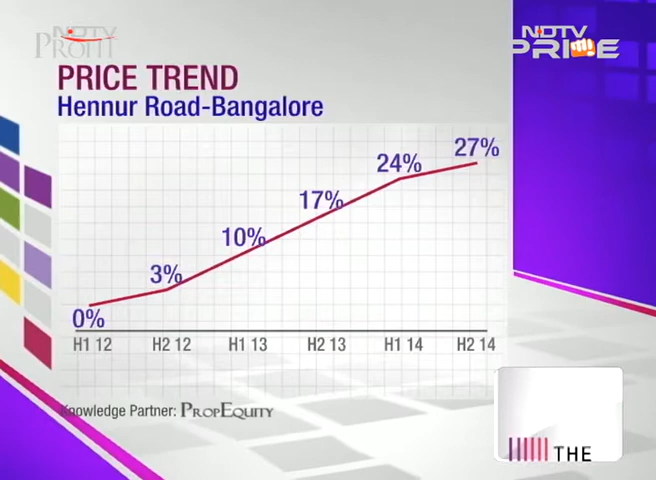 NDTV
PROFIT
NDTV
PRIME
PRICE TREND
Hennur Road-Bangalore
0%
3%
10%
17%
24%
27%
H1 12
H2 12
H1 13
H2 13
H1 14
H2 14
Knowledge Partner: PROPEQUITY
THE